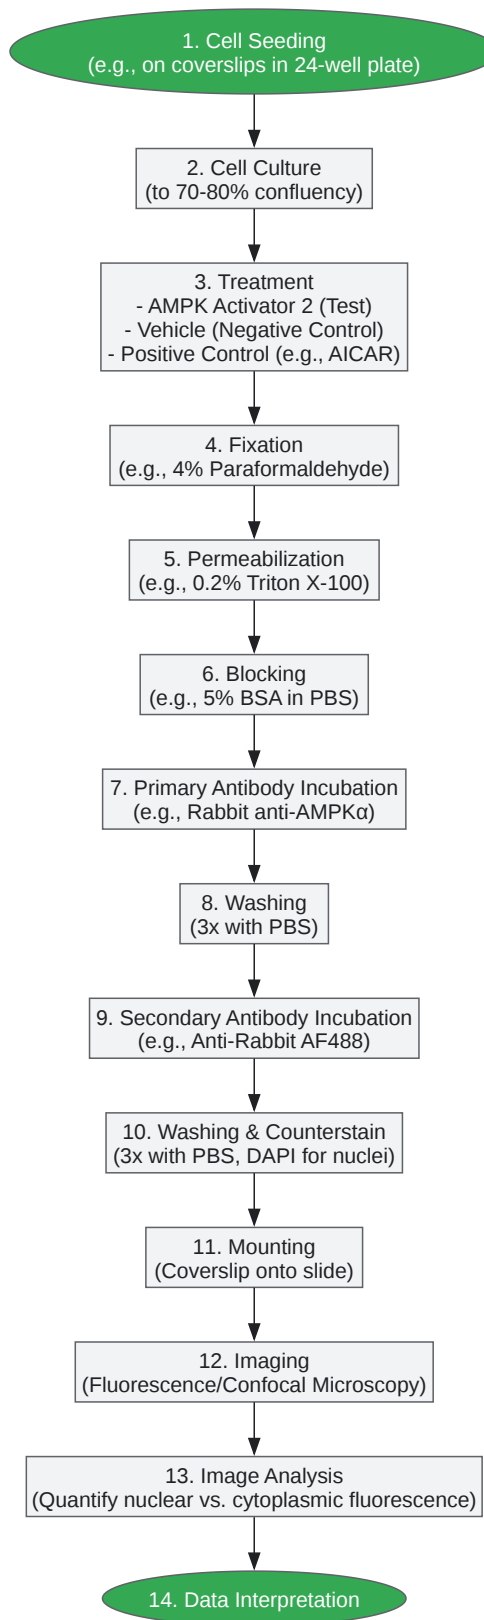 1. Cell Seeding
(e.g., on coverslips in 24-well plate)
2. Cell Culture
(to 70-80% confluency)
3. Treatment
- AMPK Activator 2 (Test)
- Vehicle (Negative Control)
- Positive Control (e.g., AICAR)
4. Fixation
(e.g., 4% Paraformaldehyde)
5. Permeabilization
(e.g., 0.2% Triton X-100)
6. Blocking
(e.g., 5% BSA in PBS)
7. Primary Antibody Incubation
(e.g., Rabbit anti-AMPKα)
8. Washing
(3x with PBS)
9. Secondary Antibody Incubation
(e.g., Anti-Rabbit AF488)
10. Washing & Counterstain
(3x with PBS, DAPI for nuclei)
11. Mounting
(Coverslip onto slide)
12. Imaging
(Fluorescence/Confocal Microscopy)
13. Image Analysis
(Quantify nuclear vs. cytoplasmic fluorescence)
14. Data Interpretation